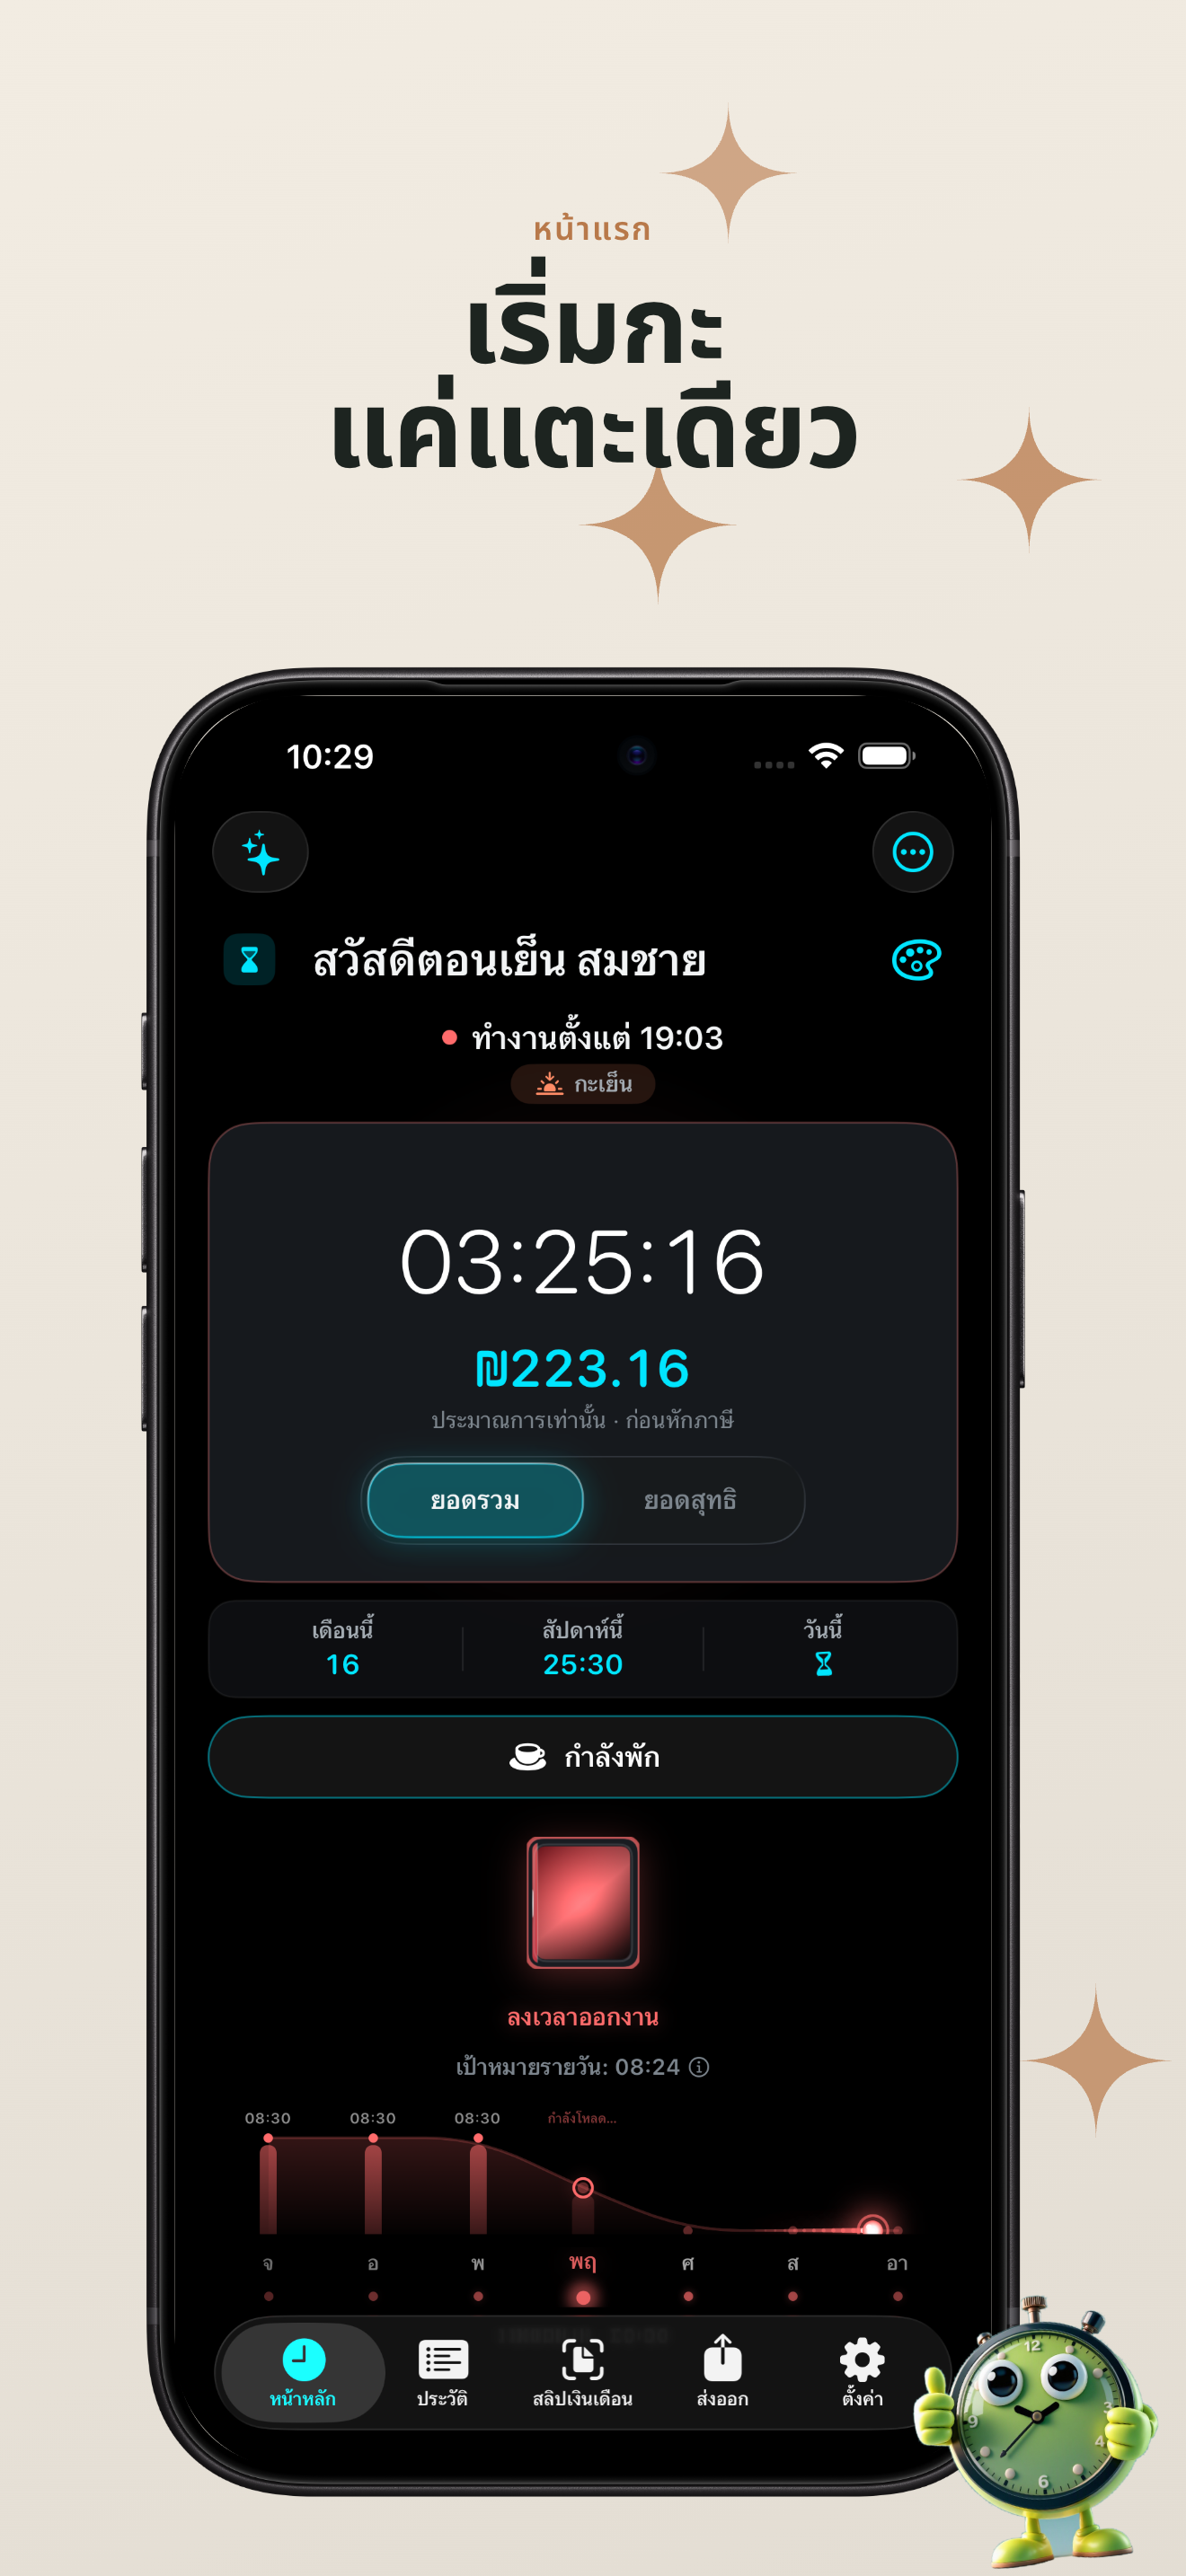 หน้าแรก
เริ่มกะ
แค่แตะเดียว
10:29
สวัสดีตอนเย็น สมชาย
ทำงานตั้งแต่ 19:03
กะเย็น
03:25:16
₪223.16
ประมาณการเท่านั้น · ก่อนหักภาษี
ยอดรวม ยอดสุทธิ
เดือนนี้ สัปดาห์นี้ วันนี้
16 25:30
กำลังพัก
ลงเวลาออกงาน
เป้าหมายรายวัน: 08:24
08:30 08:30 08:30 กำลังโหลด...
จ อ พ พฤ ศ ส อา
หน้าหลัก ประวัติ สลิปเงินเดือน ส่งออก ตั้งค่า
12
3
4
6
9